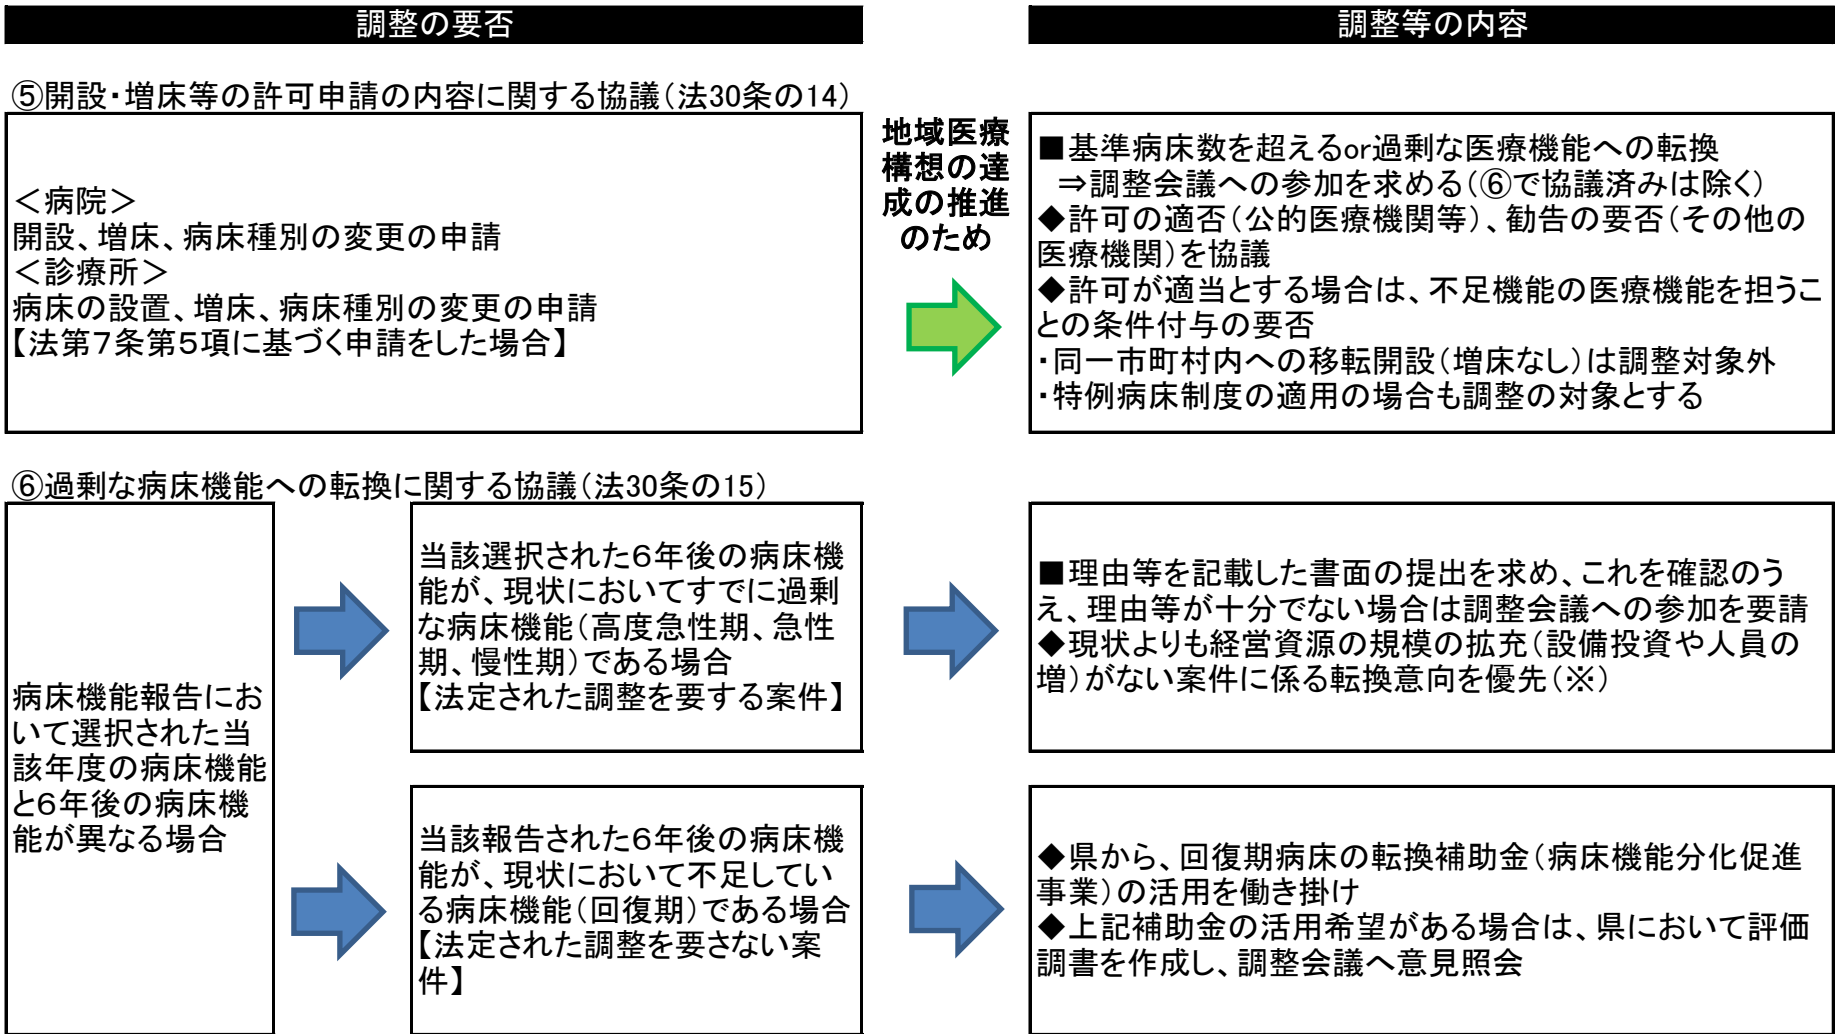 調整の要否
調整等の内容
⑤開設・増床等の許可申請の内容に関する協議（法30条の14）
＜病院＞
開設、増床、病床種別の変更の申請
＜診療所＞
病床の設置、増床、病床種別の変更の申請
【法第７条第５項に基づく申請をした場合】
地域医療
構想の達
成の推進
のため
■基準病床数を超えるor過剰な医療機能への転換
⇒調整会議への参加を求める（⑥で協議済みは除く）
◆許可の適否（公的医療機関等）、勧告の要否（その他の
医療機関）を協議
◆許可が適当とする場合は、不足機能の医療機能を担うこ
との条件付与の要否
・同一市町村内への移転開設（増床なし）は調整対象外
・特例病床制度の適用の場合も調整の対象とする
⑥過剰な病床機能への転換に関する協議（法30条の15）
病床機能報告にお
いて選択された当
該年度の病床機能
と６年後の病床機
能が異なる場合
当該選択された６年後の病床機
能が、現状においてすでに過剰
な病床機能（高度急性期、急性
期、慢性期）である場合
【法定された調整を要する案件】
■理由等を記載した書面の提出を求め、これを確認のう
え、理由等が十分でない場合は調整会議への参加を要請
◆現状よりも経営資源の規模の拡充（設備投資や人員の
増）がない案件に係る転換意向を優先（※）
当該報告された６年後の病床機
能が、現状において不足してい
る病床機能（回復期）である場合
【法定された調整を要さない案
件】
◆県から、回復期病床の転換補助金（病床機能分化促進
事業）の活用を働き掛け
◆上記補助金の活用希望がある場合は、県において評価
調書を作成し、調整会議へ意見照会